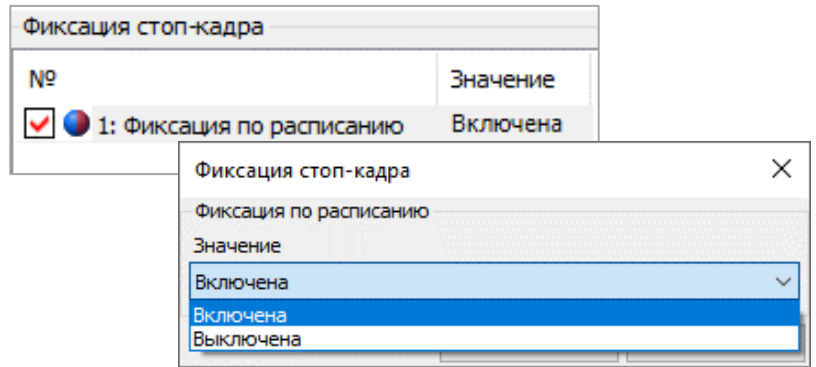 Фиксация стоп-кадра
№ Значение
1: Фиксация по расписанию Включена
Фиксация стоп-кадра
Фиксация по расписанию
Значение
Включена
Включена
Выключена